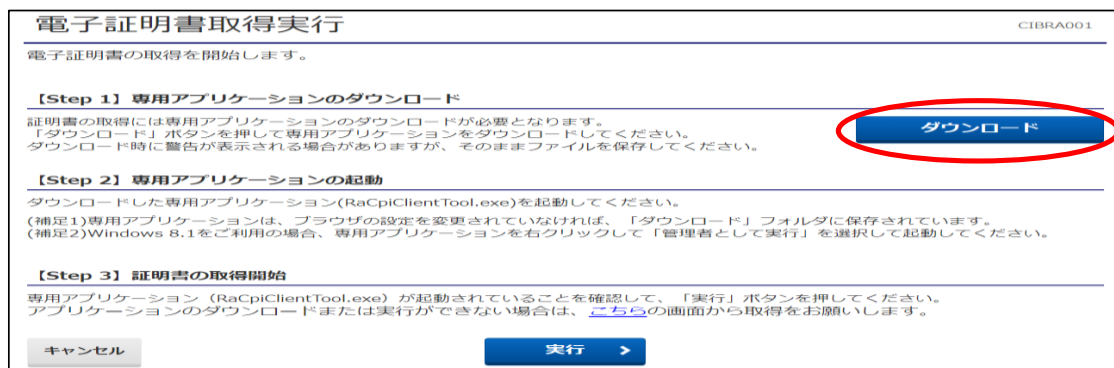 電子証明書取得実行
CIBRA001
電子証明書の取得を開始します。
【Step 1】専用アプリケーションのダウンロード
証明書の取得には専用アプリケーションのダウンロードが必要となります。
「ダウンロード」ボタンを押して専用アプリケーションをダウンロードしてください。
ダウンロード時に警告が表示される場合がありますが、そのままファイルを保存してください。
ダウンロード
【Step 2】専用アプリケーションの起動
ダウンロードした専用アプリケーション(RaCpiClientTool.exe)を起動してください。
(補足1)専用アプリケーションは、ブラウザの設定を変更されていなければ、「ダウンロード」フォルダに保存されています。
(補足2)Windows 8.1をご利用の場合、専用アプリケーションを右クリックして「管理者として実行」を選択して起動してください。
【Step 3】証明書の取得開始
専用アプリケーション（RaCpiClientTool.exe）が起動されていることを確認して、「実行」ボタンを押してください。
アプリケーションのダウンロードまたは実行ができない場合は、こちらの画面から取得をお願いします。
キャンセル
実行